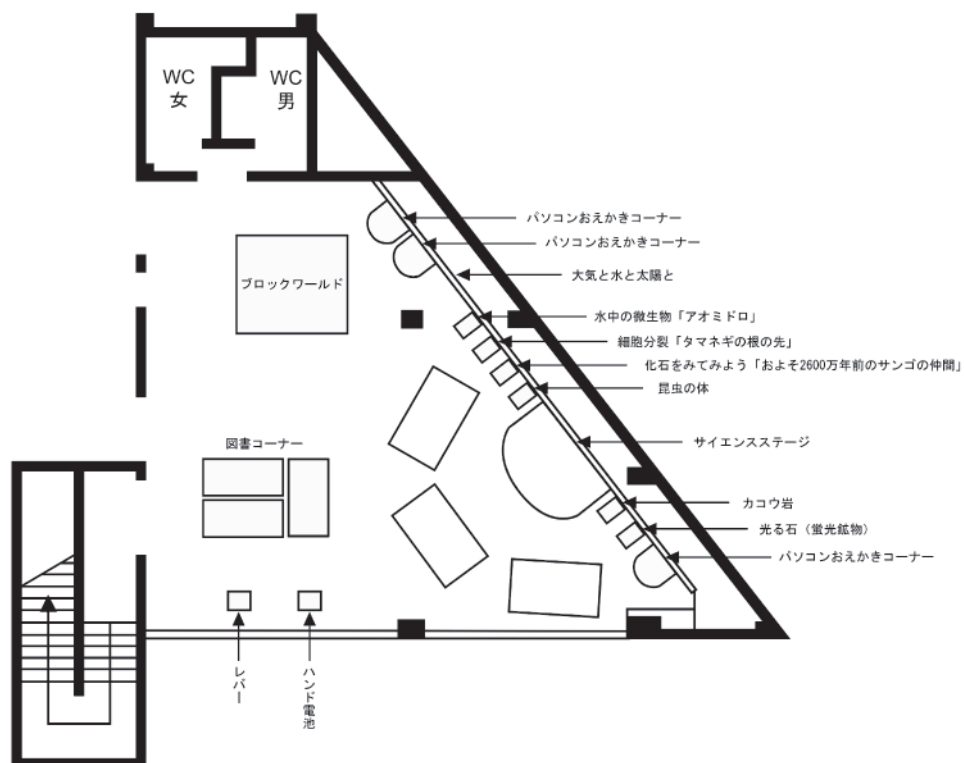 WC
女
WC
男
パソコンおえかきコーナー
パソコンおえかきコーナー
大気と水と太陽と
ブロックワールド
水中の微生物「アオミドロ」
細胞分裂「タマネギの根の先」
化石をみてみよう「およそ2600万年前のサンゴの仲間」
昆虫の体
図書コーナー
サイエンスステージ
カコウ岩
光る石（蛍光鉱物）
パソコンおえかきコーナー
レバー
ハンド電池